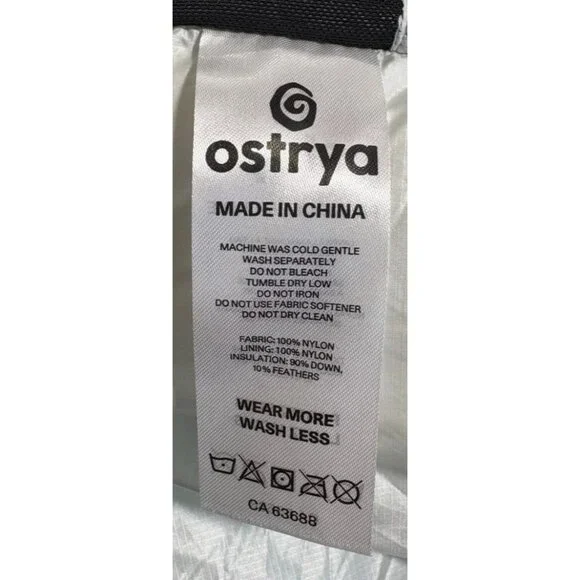 ostrya
MADE IN CHINA
MACHINE WAS COLD GENTLE
WASH SEPARATELY
DO NOT BLEACH
TUMBLE DRY LOW
DO NOT IRON
DO NOT USE FABRIC SOFTENER
DO NOT DRY CLEAN
FABRIC: 100% NYLON
LINING: 100% NYLON
INSULATION: 90% DOWN,
10% FEATHERS
WEAR MORE
WASH LESS
CA 63688